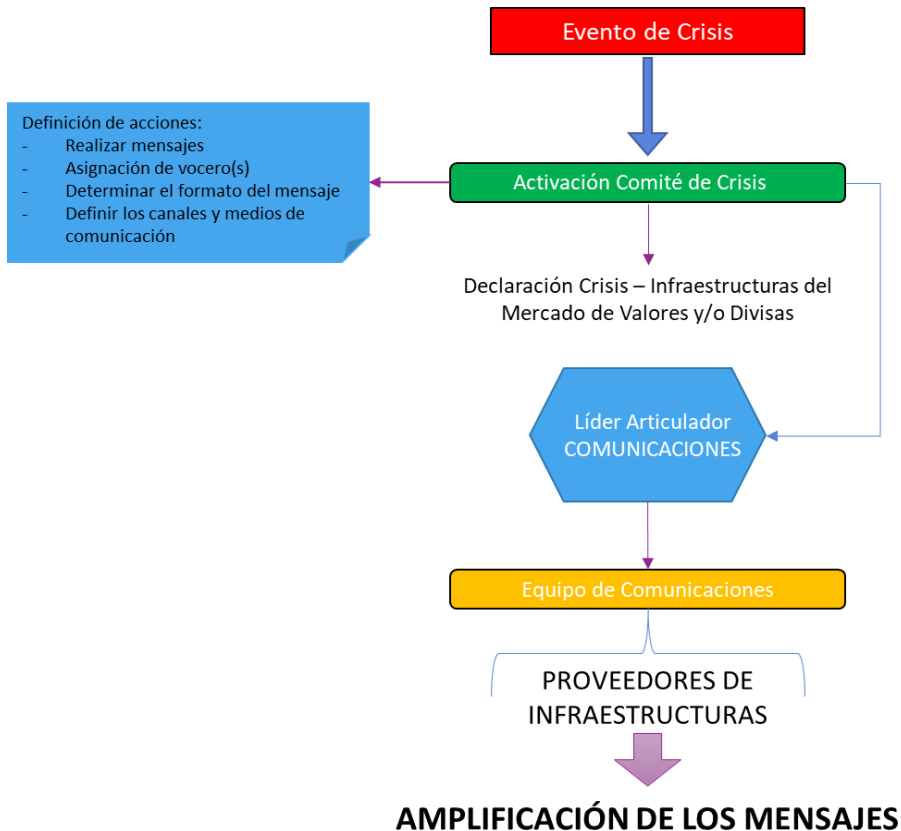 Evento de Crisis
Definición de acciones:
- Realizar mensajes
- Asignación de vocero(s)
- Determinar el formato del mensaje
- Definir los canales y medios de
comunicación
Activación Comité de Crisis
Declaración Crisis – Infraestructuras del
Mercado de Valores y/o Divisas
Líder Articulador
COMUNICACIONES
Equipo de Comunicaciones
PROVEEDORES DE
INFRAESTRUCTURAS
AMPLIFICACIÓN DE LOS MENSAJES